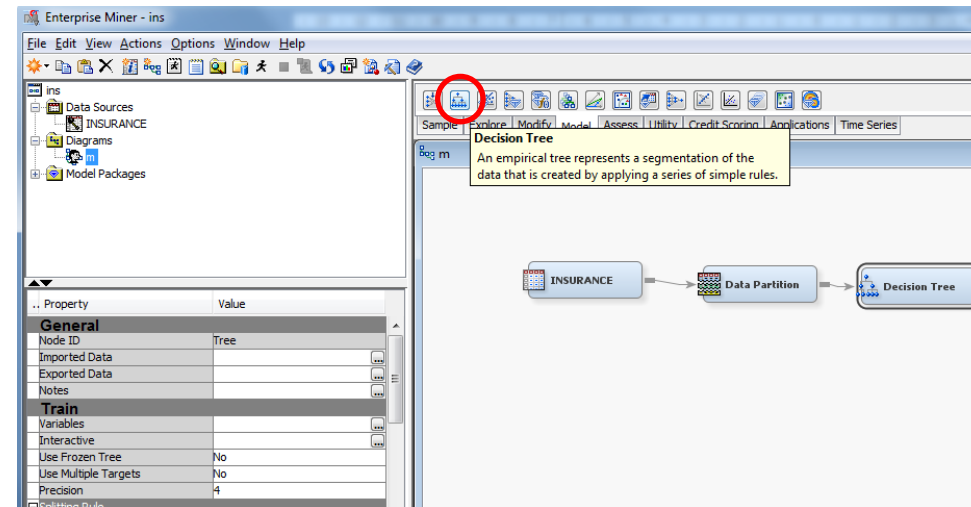 Enterprise Miner - ins
File Edit View Actions Options Window Help
ins
Data Sources
INSURANCE
Diagrams
m
Model Packages
Sample Explore Modify Model Assess Utility Credit Scoring Applications Time Series
Decision Tree
An empirical tree represents a segmentation of the
data that is created by applying a series of simple rules.
m
INSURANCE
Data Partition
Decision Tree
.. Property Value
General
Node ID Tree
Imported Data ...
Exported Data ...
Notes ...
Train
Variables ...
Interactive ...
Use Frozen Tree No
Use Multiple Targets No
Precision 4
Splitting Rule